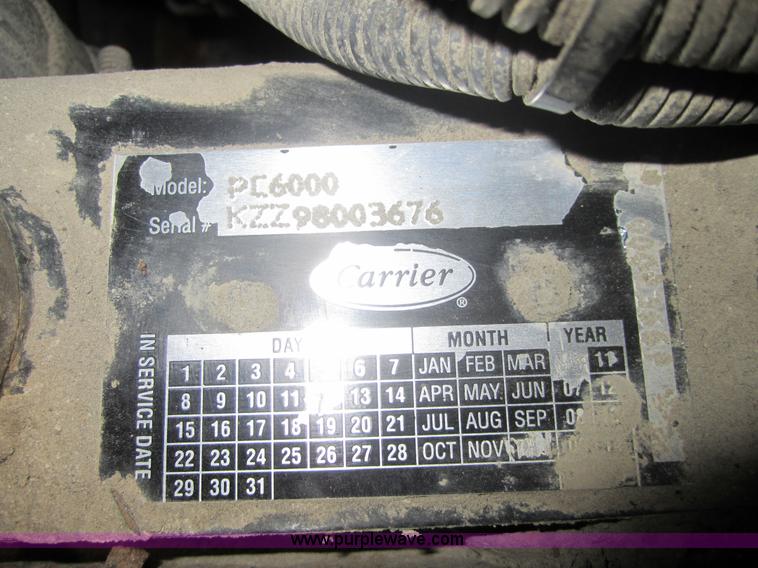 Model: PC6000
Serial # KZZ98003676
Carrier ®
IN SERVICE DATE
DAY MONTH YEAR
1 2 3 4 6 7 JAN FEB MAR 11
8 9 10 11 13 14 APR MAY JUN 07 12
15 16 17 18 19 20 21 JUL AUG SEP 08
22 23 24 25 26 27 28 OCT NOV
29 30 31
www.purplewave.com